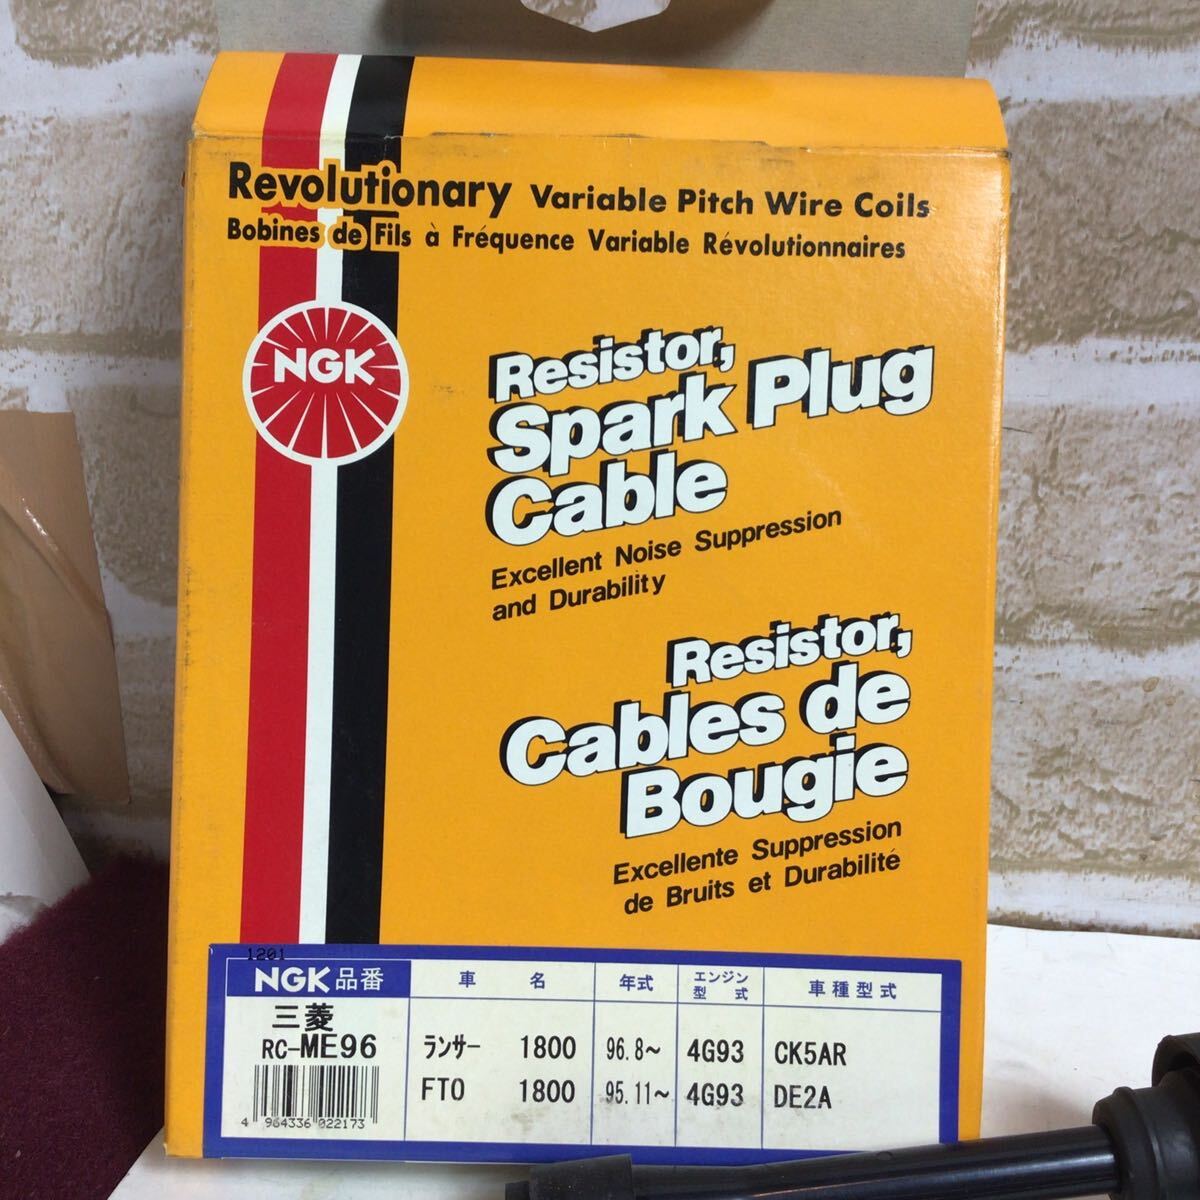 Revolutionary Variable Pitch Wire Coils
Bobines de Fils à Fréquence Variable Révolutionnaires
NGK
Resistor,
Spark Plug
Cable
Excellent Noise Suppression
and Durability
Resistor,
Cables de
Bougie
Excellente Suppression
de Bruits et Durabilité
1201
NGK品番 車名 年式 エンジン型式 車種型式
三菱
RC-ME96 ランサー 1800 96.8~ 4G93 CK5AR
FTO 1800 95.11~ 4G93 DE2A
4 964336 022173